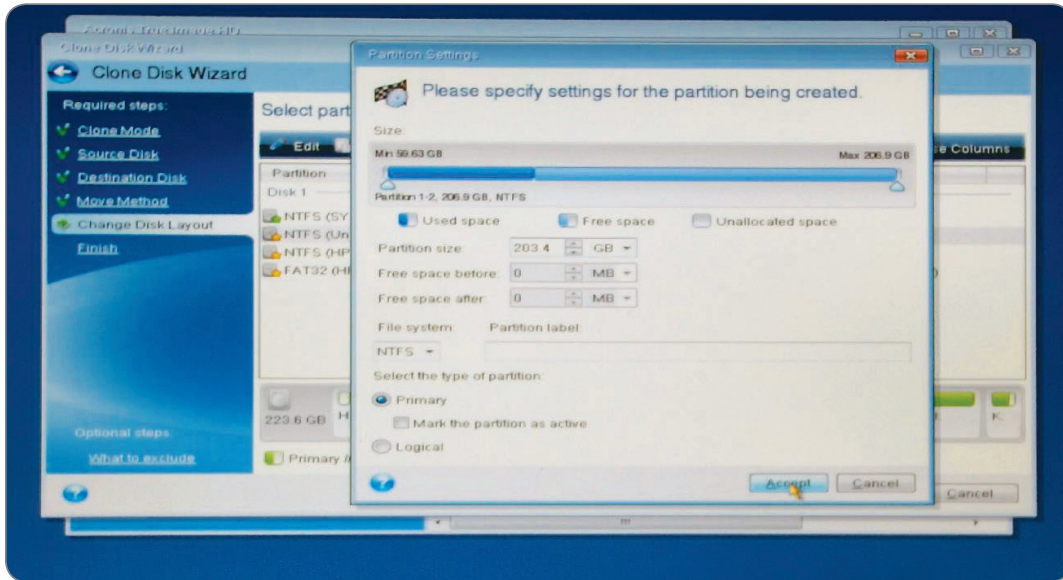 Acronis True Image HD
Clone Disk Wizard
Clone Disk Wizard
Required steps:
Clone Mode
Source Disk
Destination Disk
Move Method
Change Disk Layout
Finish
Optional steps:
What to exclude
Select part
Edit
e Columns
Partition
Disk 1
NTFS (SY
NTFS (Un
NTFS (HP
FAT32 (HP
223.6 GB
H
K.
Primary //
Cancel
Partition Settings
Please specify settings for the partition being created.
Size:
Min 59.63 GB Max 206.9 GB
Partition 1-2, 206.9 GB, NTFS
Used space Free space Unallocated space
Partition size: 203.4 GB
Free space before: 0 MB
Free space after: 0 MB
File system: Partition label:
NTFS
Select the type of partition:
Primary
Mark the partition as active
Logical
Accept Cancel